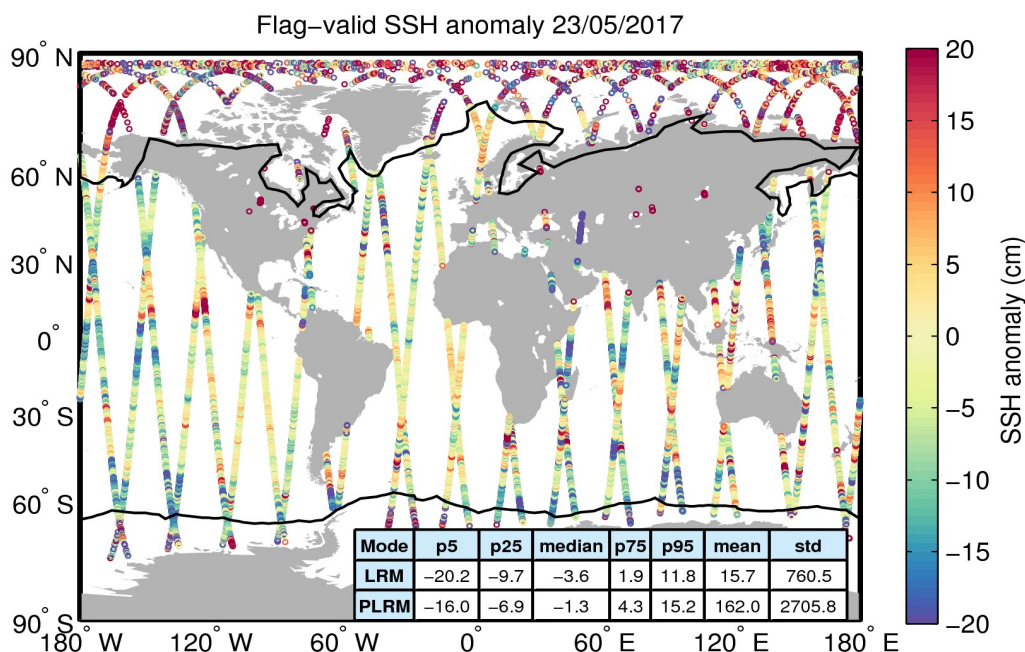 Flag−valid SSH anomaly 23/05/2017
90° N
60° N
30° N
0°
30° S
60° S
90° S
180° W
120° W
60° W
0°
60° E
120° E
180° E
Mode p5 p25 median p75 p95 mean std
LRM −20.2 −9.7 −3.6 1.9 11.8 15.7 760.5
PLRM −16.0 −6.9 −1.3 4.3 15.2 162.0 2705.8
20
15
10
5
0
−5
−10
−15
−20
SSH anomaly (cm)